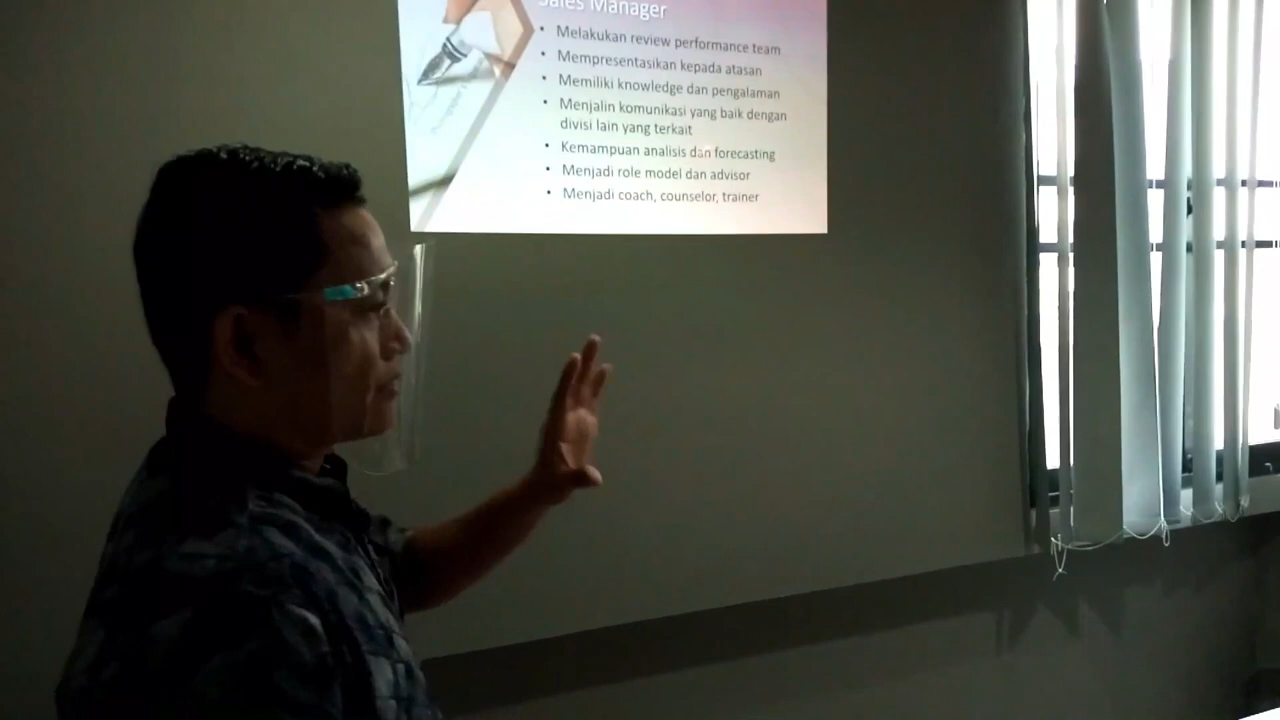 Sales Manager
• Melakukan review performance team
• Mempresentasikan kepada atasan
• Memiliki knowledge dan pengalaman
• Menjalin komunikasi yang baik dengan
divisi lain yang terkait
• Kemampuan analisis dan forecasting
• Menjadi role model dan advisor
• Menjadi coach, counselor, trainer